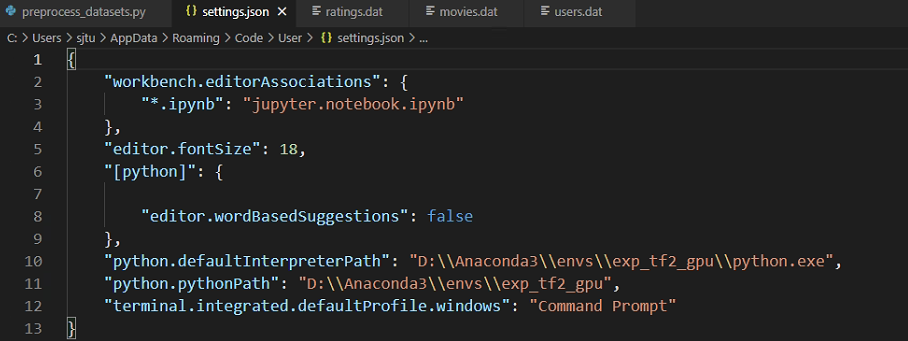 preprocess_datasets.py settings.json ratings.dat movies.dat users.dat
C: > Users > sjtu > AppData > Roaming > Code > User > {} settings.json > ...
1 {
2 "workbench.editorAssociations": {
3 "*.ipynb": "jupyter.notebook.ipynb"
4 },
5 "editor.fontSize": 18,
6 "[python]": {
7
8 "editor.wordBasedSuggestions": false
9 },
10 "python.defaultInterpreterPath": "D:\\Anaconda3\\envs\\exp_tf2_gpu\\python.exe",
11 "python.pythonPath": "D:\\Anaconda3\\envs\\exp_tf2_gpu",
12 "terminal.integrated.defaultProfile.windows": "Command Prompt"
13 }